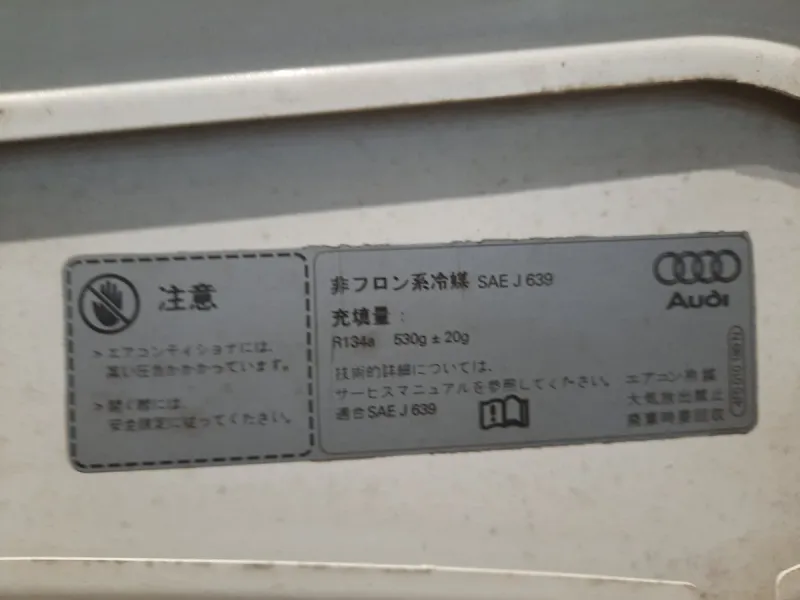 注意
> エアコンディショナには、
高い圧力がかかっています。
> 開く際には、
安全規定に従ってください。
非フロン系冷媒 SAE J 639
充填量：
R134a 530g ± 20g
技術的詳細については、
サービスマニュアルを参照してください。
適合 SAE J 639
エアコン冷媒
大気放出禁止
廃棄時要回収
Audi